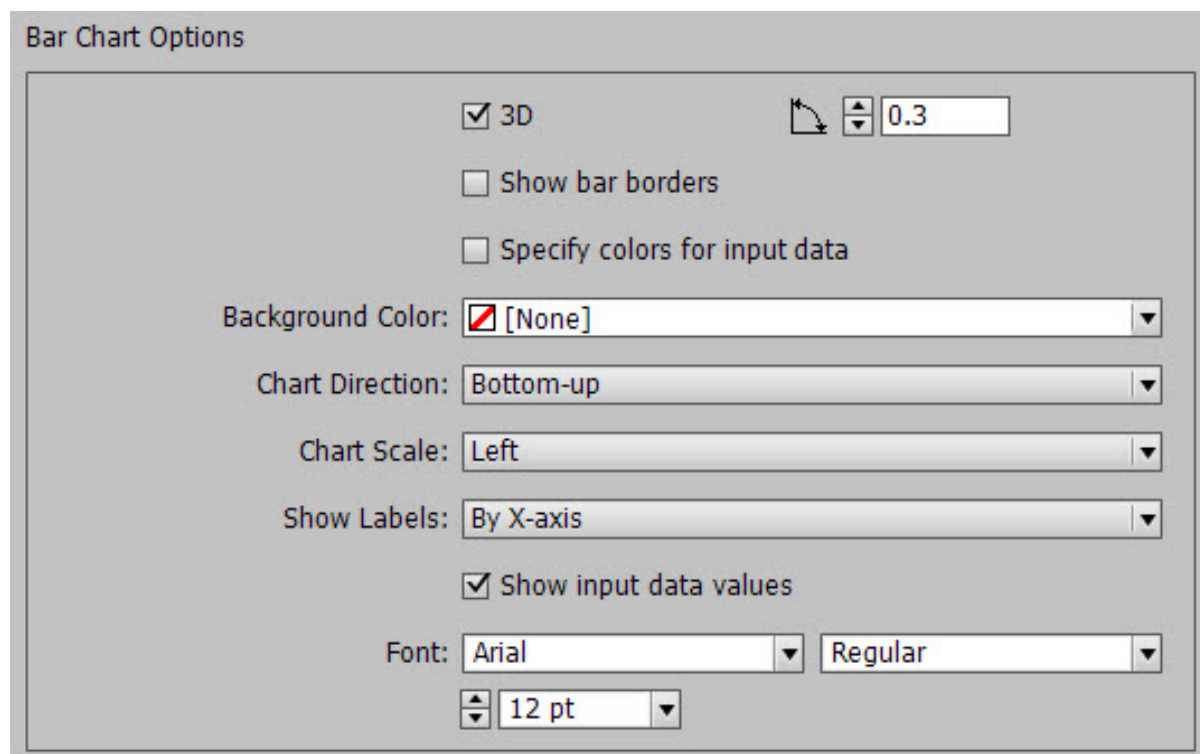 Bar Chart Options
3D 0.3
Show bar borders
Specify colors for input data
Background Color: [None]
Chart Direction: Bottom-up
Chart Scale: Left
Show Labels: By X-axis
Show input data values
Font: Arial Regular
12 pt